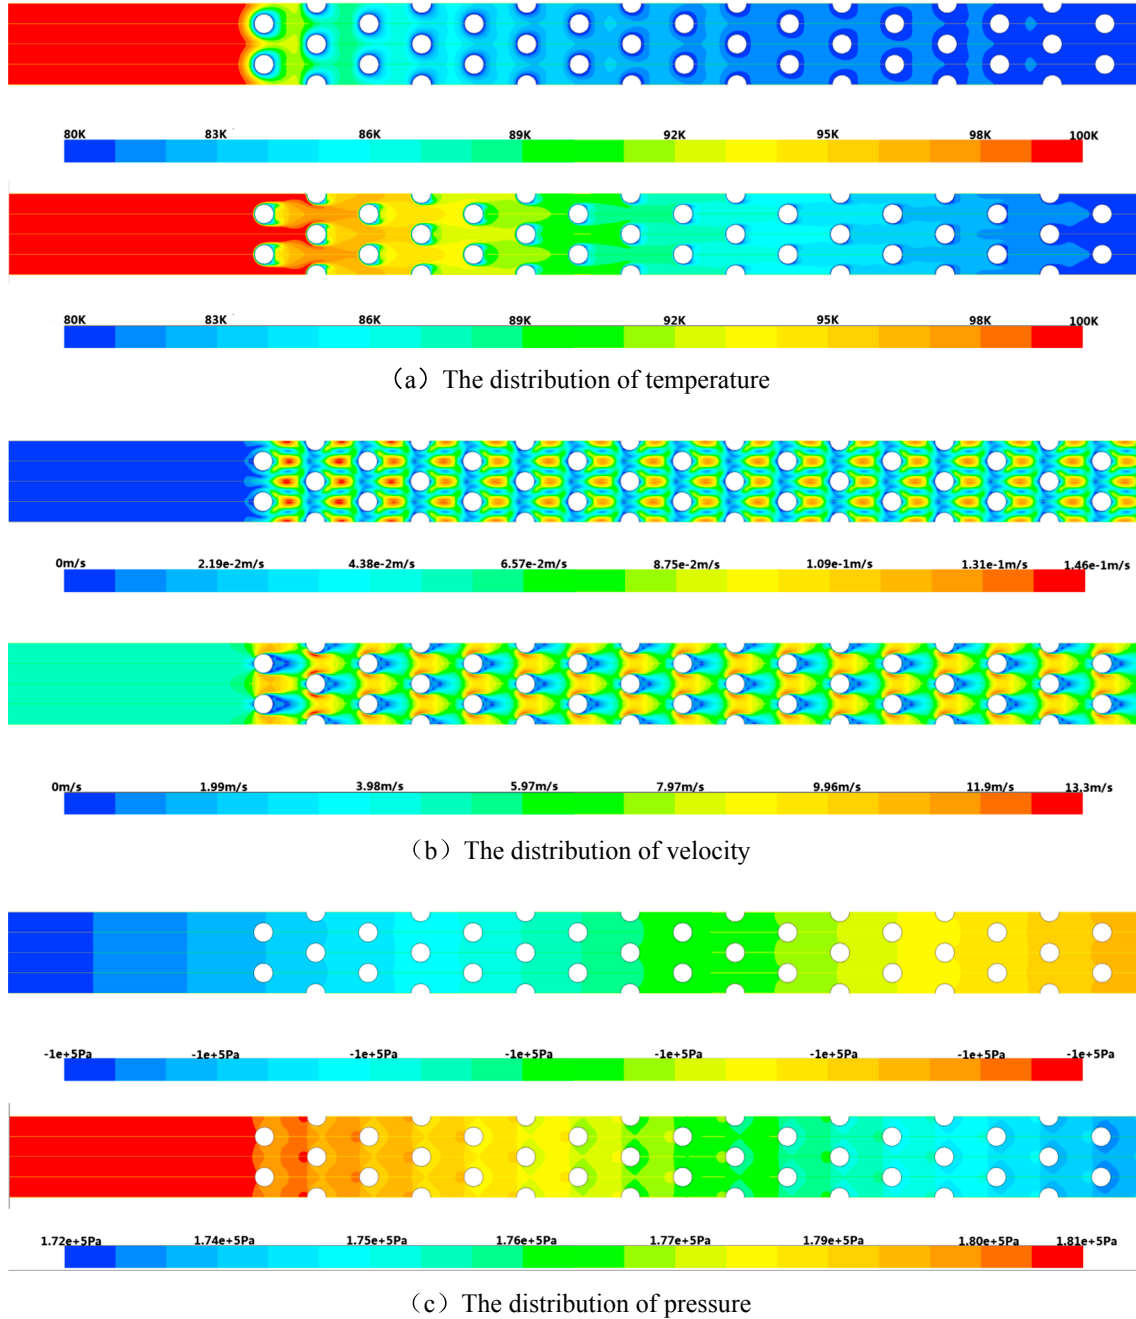 80K 83K 86K 89K 92K 95K 98K 100K
80K 83K 86K 89K 92K 95K 98K 100K
（a）The distribution of temperature
0m/s 2.19e-2m/s 4.38e-2m/s 6.57e-2m/s 8.75e-2m/s 1.09e-1m/s 1.31e-1m/s 1.46e-1m/s
0m/s 1.99m/s 3.98m/s 5.97m/s 7.97m/s 9.96m/s 11.9m/s 13.3m/s
（b）The distribution of velocity
-1e+5Pa -1e+5Pa -1e+5Pa -1e+5Pa -1e+5Pa -1e+5Pa -1e+5Pa -1e+5Pa
1.72e+5Pa 1.74e+5Pa 1.75e+5Pa 1.76e+5Pa 1.77e+5Pa 1.79e+5Pa 1.80e+5Pa 1.81e+5Pa
（c）The distribution of pressure